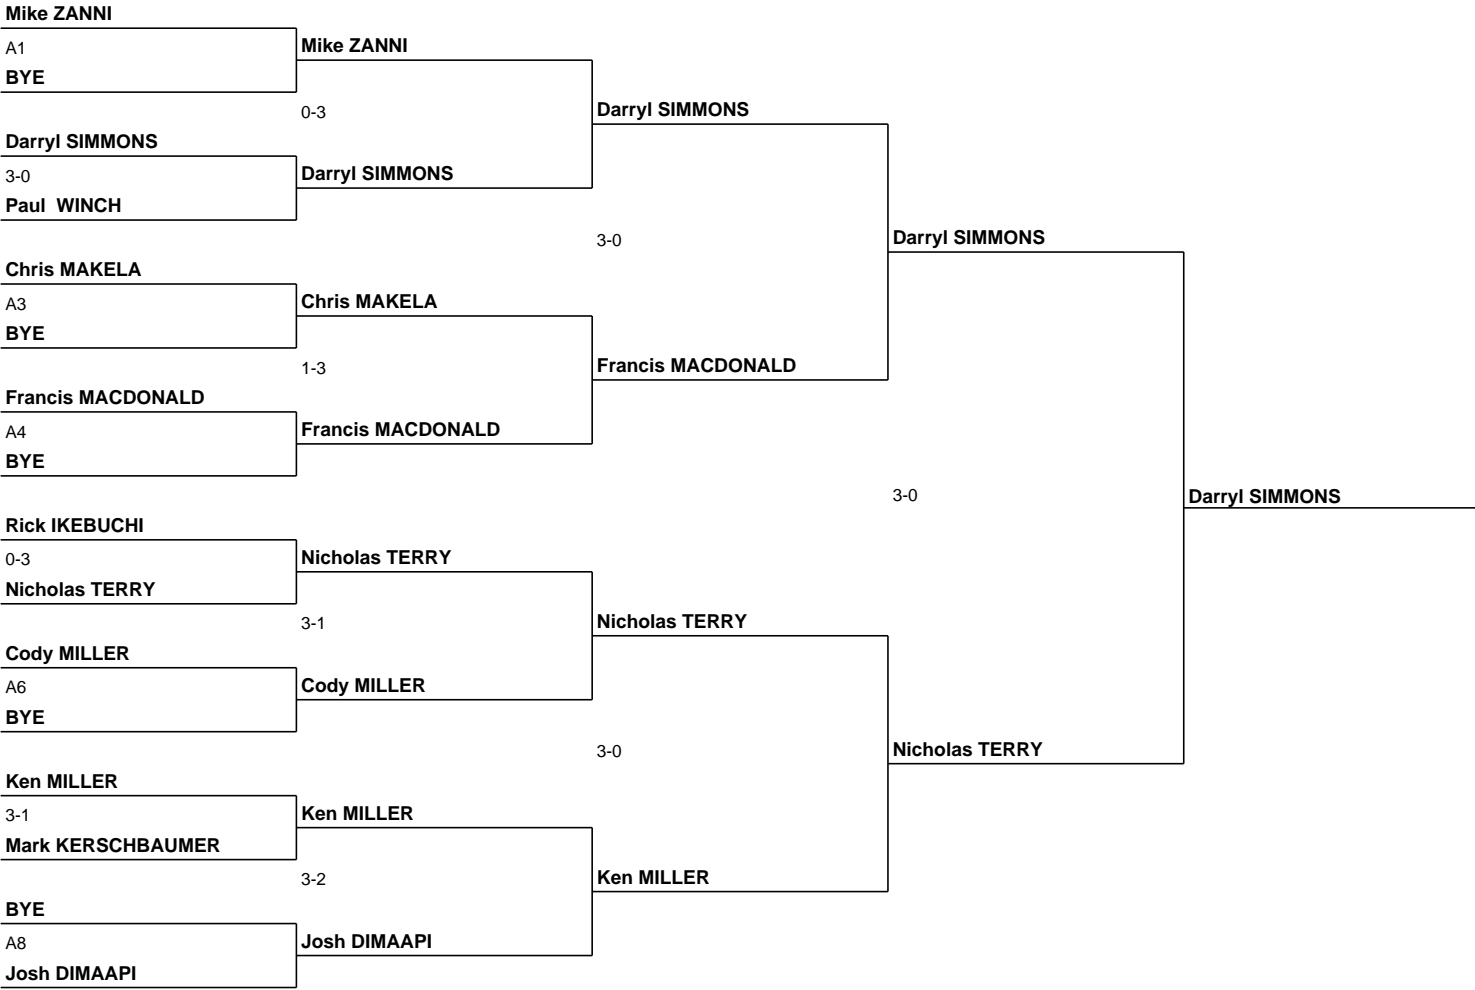 Mike ZANNI
A1
BYE
Mike ZANNI
0-3
Darryl SIMMONS
3-0
Paul  WINCH
Darryl SIMMONS
Darryl SIMMONS
3-0
Chris MAKELA
A3
BYE
Chris MAKELA
1-3
Francis MACDONALD
A4
BYE
Francis MACDONALD
Francis MACDONALD
Darryl SIMMONS
3-0
Rick IKEBUCHI
0-3
Nicholas TERRY
Nicholas TERRY
3-1
Cody MILLER
A6
BYE
Cody MILLER
Nicholas TERRY
3-0
Ken MILLER
3-1
Mark KERSCHBAUMER
Ken MILLER
3-2
BYE
A8
Josh DIMAAPI
Josh DIMAAPI
Ken MILLER
Nicholas TERRY
Darryl SIMMONS